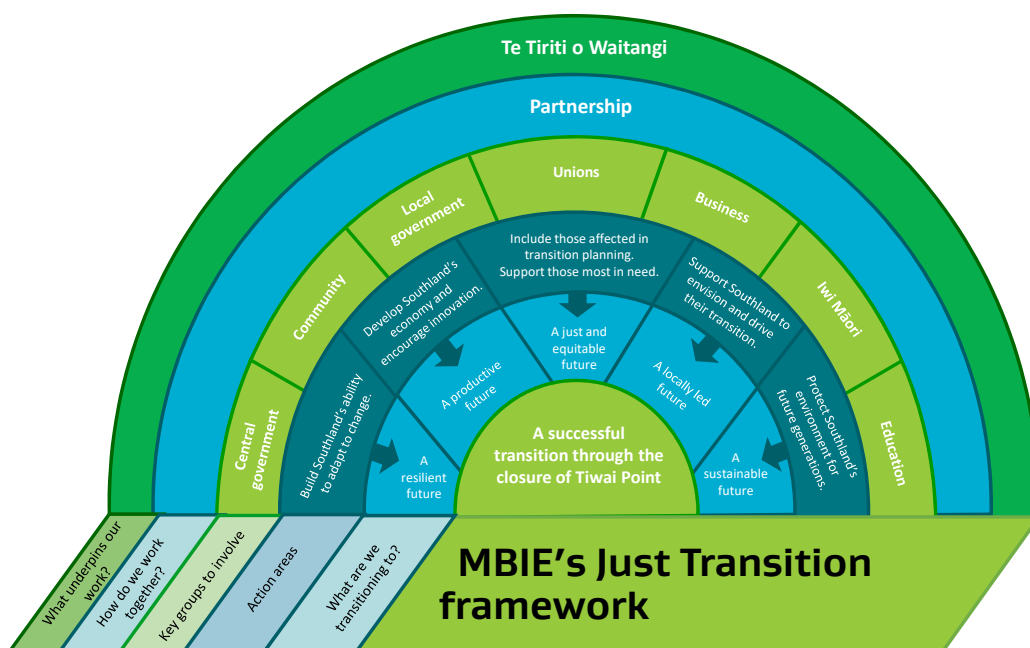 Te Tiriti o Waitangi
Partnership
Central
government
Community
Local
government
Unions
Business
Iwi Māori
Education
Build Southland's ability
to adapt to change.
Develop Southland's
economy and
encourage innovation.
Include those affected in
transition planning.
Support those most in need.
Support Southland to
envision and drive
their transition.
Protect Southland's
environment for
future generations.
A
resilient
future
A productive
future
A just and
equitable
future
A locally led
future
A
sustainable
future
A successful
transition through the
closure of Tiwai Point
What underpins our
work?
How do we work
together?
Key groups to involve
Action areas
What are we
transitioning to?
MBIE's Just Transition
framework